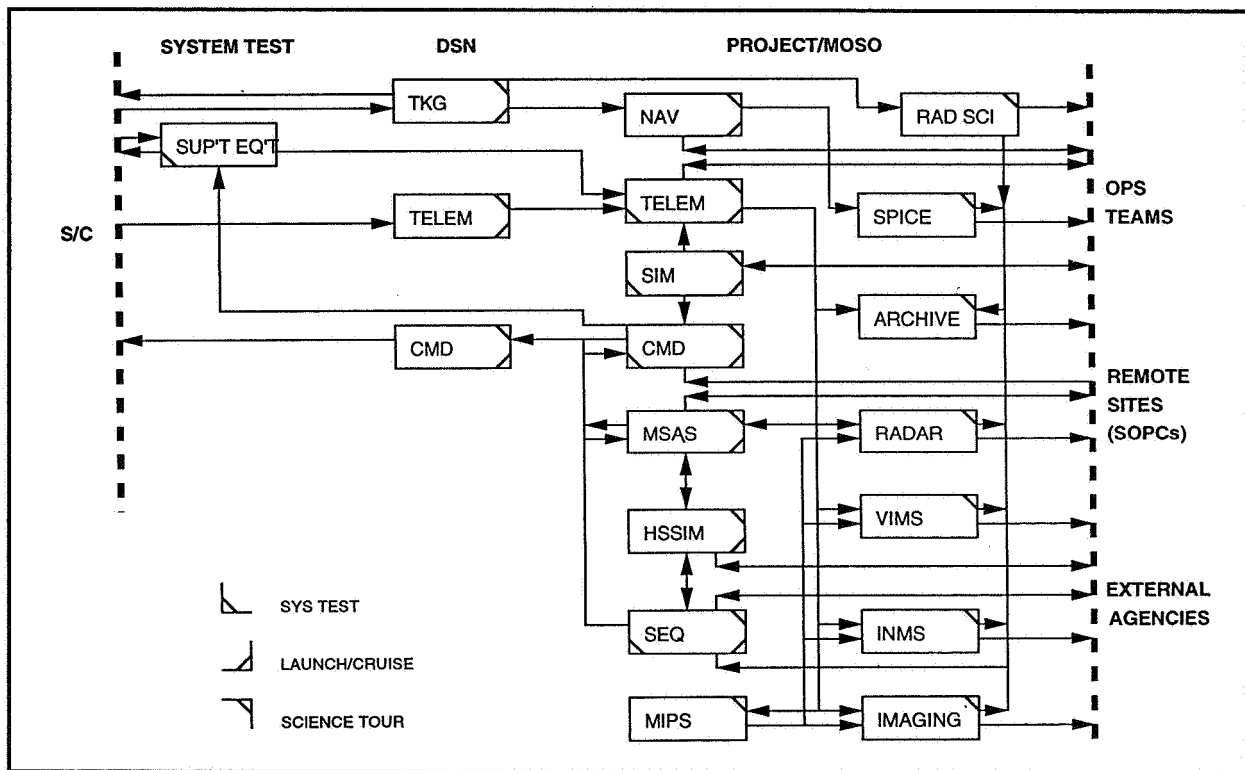 SYSTEM TEST DSN PROJECT/MOSO
TKG
NAV
RAD SCI
SUP'T EQ'T
TELEM
TELEM
SPICE
OPS
TEAMS
S/C
SIM
ARCHIVE
CMD
CMD
REMOTE
SITES
(SOPCs)
MSAS
RADAR
HSSIM
VIMS
SYS TEST
SEQ
INMS
EXTERNAL
AGENCIES
LAUNCH/CRUISE
SCIENCE TOUR
MIPS
IMAGING